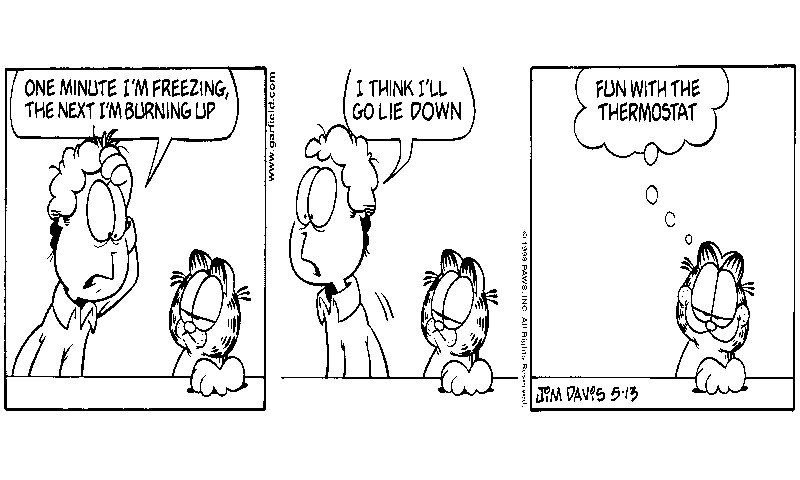 ONE MINUTE I'M FREEZING,
THE NEXT I'M BURNING UP
www.garfield.com
I THINK I'LL
GO LIE DOWN
© 1999 PAWS, INC. All Rights Reserved.
FUN WITH THE
THERMOSTAT
JIM DAVIS 5·13